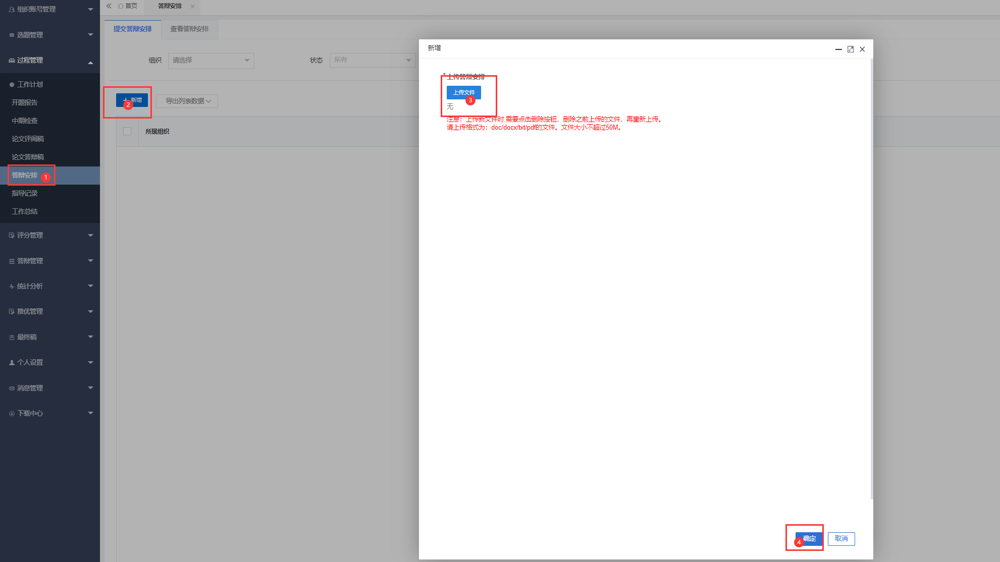 组织账号管理
选题管理
过程管理
工作计划
开题报告
中期检查
论文评阅稿
论文答辩稿
答辩安排 1
指导记录
工作总结
评分管理
答辩管理
统计分析
推优管理
最终稿
个人设置
消息管理
下载中心
首页 答辩安排
提交答辩安排 查看答辩安排
组织 请选择 状态 所有
新增 2 导出列表数据
所属组织
新增
*上传答辩安排
上传文件 3
无
注意：上传新文件时,需要点击删除按钮，删除之前上传的文件，再重新上传。
请上传格式为：doc/docx/txt/pdf的文件。文件大小不超过50M。
4 确定 取消